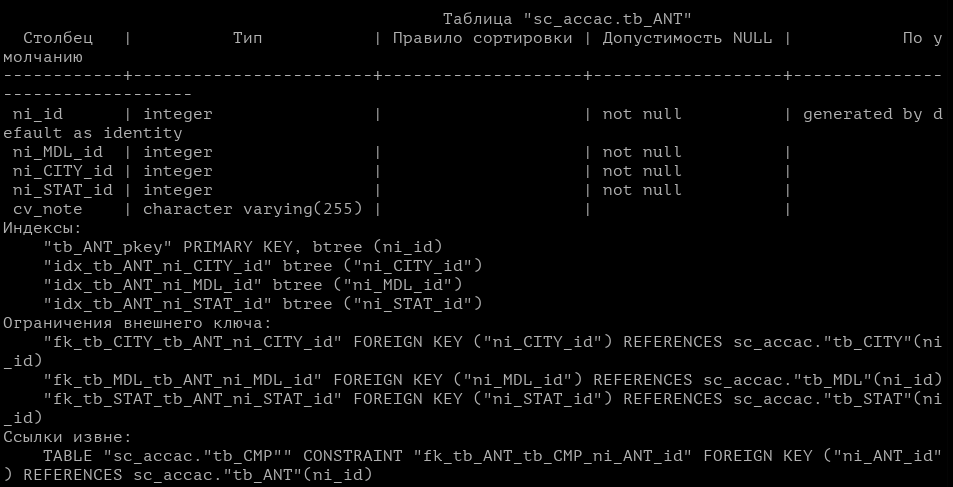 Таблица "sc_accac.tb_ANT"
  Столбец   |          Тип           | Правило сортировки | Допустимость NULL |           По у
молчанию
------------+------------------------+--------------------+-------------------+---------------
-------------------
 ni_id      | integer                |                    | not null          | generated by d
efault as identity
 ni_MDL_id  | integer                |                    | not null          |
 ni_CITY_id | integer                |                    | not null          |
 ni_STAT_id | integer                |                    | not null          |
 cv_note    | character varying(255) |                    |                   |
Индексы:
    "tb_ANT_pkey" PRIMARY KEY, btree (ni_id)
    "idx_tb_ANT_ni_CITY_id" btree ("ni_CITY_id")
    "idx_tb_ANT_ni_MDL_id" btree ("ni_MDL_id")
    "idx_tb_ANT_ni_STAT_id" btree ("ni_STAT_id")
Ограничения внешнего ключа:
    "fk_tb_CITY_tb_ANT_ni_CITY_id" FOREIGN KEY ("ni_CITY_id") REFERENCES sc_accac."tb_CITY"(ni
_id)
    "fk_tb_MDL_tb_ANT_ni_MDL_id" FOREIGN KEY ("ni_MDL_id") REFERENCES sc_accac."tb_MDL"(ni_id)
    "fk_tb_STAT_tb_ANT_ni_STAT_id" FOREIGN KEY ("ni_STAT_id") REFERENCES sc_accac."tb_STAT"(ni
_id)
Ссылки извне:
    TABLE "sc_accac."tb_CMP"" CONSTRAINT "fk_tb_ANT_tb_CMP_ni_ANT_id" FOREIGN KEY ("ni_ANT_id"
) REFERENCES sc_accac."tb_ANT"(ni_id)